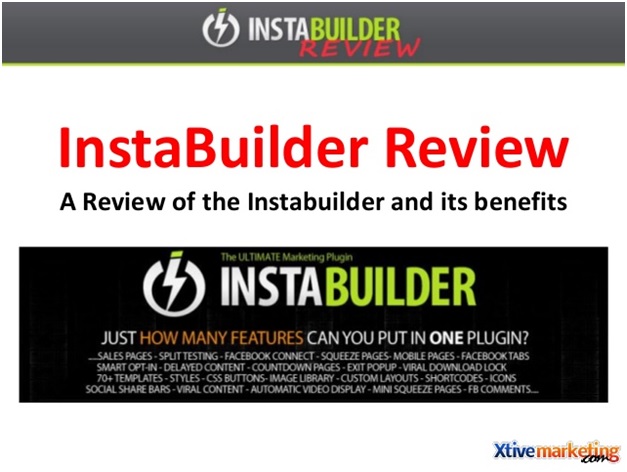 INSTABUILDER
REVIEW
InstaBuilder Review
A Review of the Instabuilder and its benefits
The ULTIMATE Marketing Plugin
INSTABUILDER
JUST HOW MANY FEATURES CAN YOU PUT IN ONE PLUGIN?
.....SALES PAGES - SPLIT TESTING - FACEBOOK CONNECT - SQUEEZE PAGES- MOBILE PAGES - FACEBOOK TABS
SMART OPT-IN - DELAYED CONTENT - COUNTDOWN PAGES - EXIT POPUP - VIRAL DOWNLOAD LOCK
70+ TEMPLATES - STYLES - CSS BUTTONS- IMAGE LIBRARY - CUSTOM LAYOUTS - SHORTCODES - ICONS
SOCIAL SHARE BARS - VIRAL CONTENT - AUTOMATIC VIDEO DISPLAY - MINI SQUEEZE PAGES - FB COMMENTS....
Xtivemarketing
.com